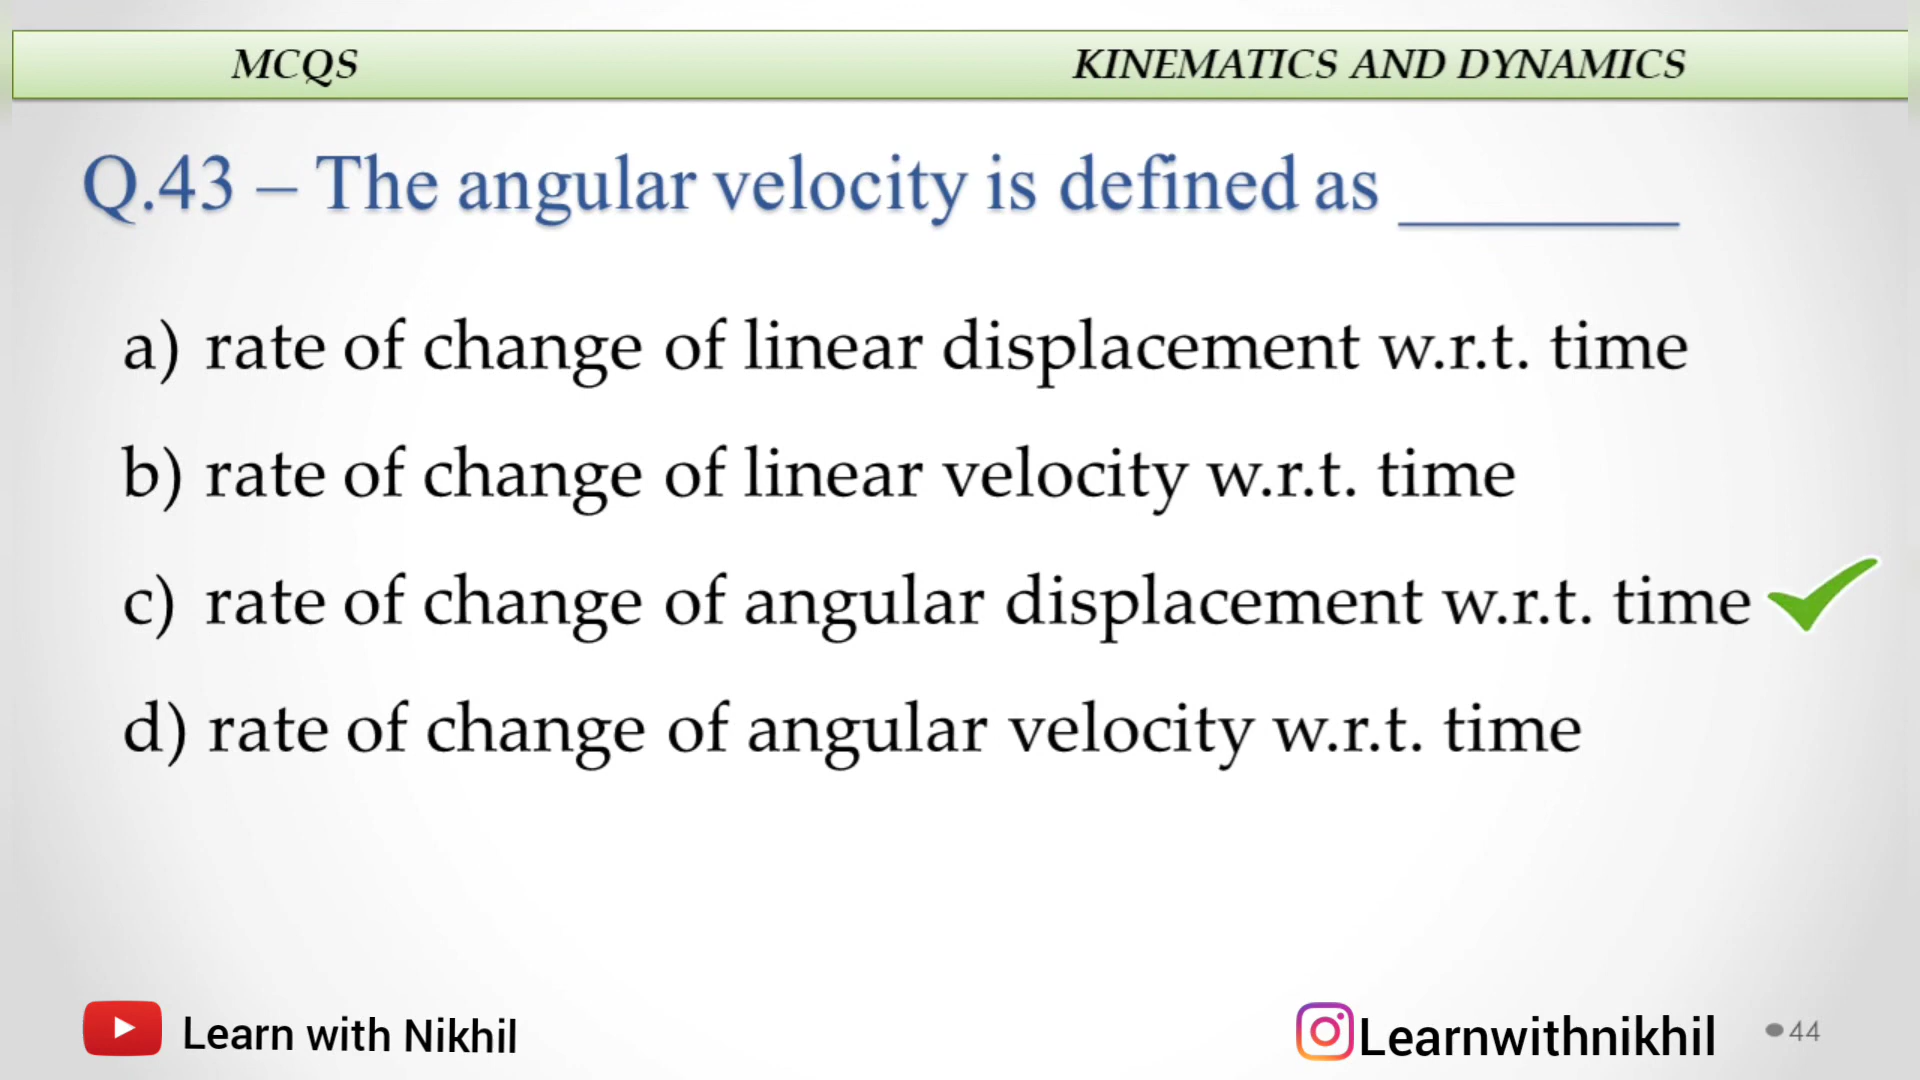 MCQS KINEMATICS AND DYNAMICS
Q.43 – The angular velocity is defined as ________
a) rate of change of linear displacement w.r.t. time
b) rate of change of linear velocity w.r.t. time
c) rate of change of angular displacement w.r.t. time
d) rate of change of angular velocity w.r.t. time
Learn with Nikhil Learnwithnikhil 44